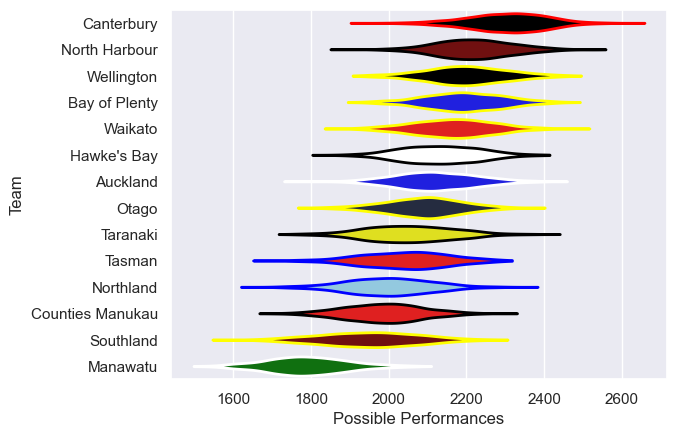 Canterbury
North Harbour
Wellington
Bay of Plenty
Waikato
Hawke's Bay
Auckland
Otago
Taranaki
Tasman
Northland
Counties Manukau
Southland
Manawatu
Team
1600 1800 2000 2200 2400 2600
Possible Performances